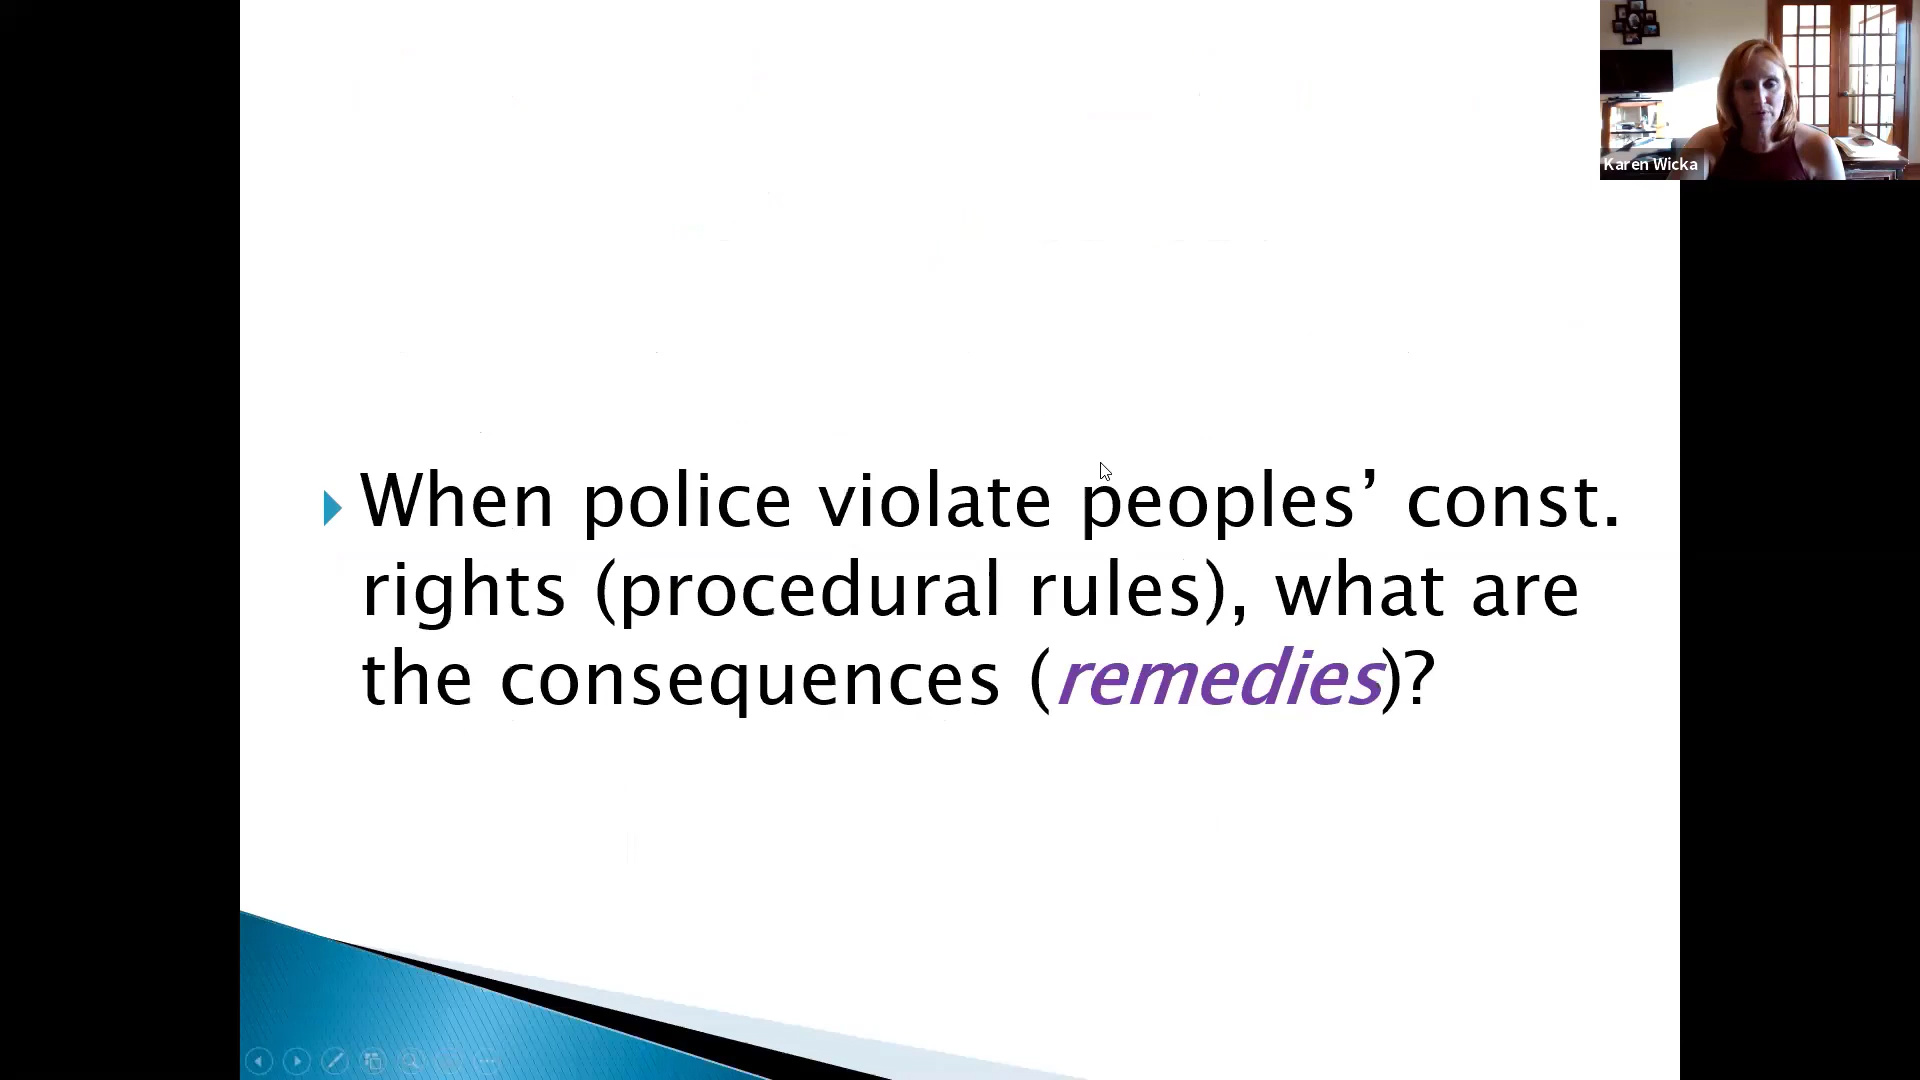 Karen Wicka
When police violate peoples’ const.
rights (procedural rules), what are
the consequences (remedies)?